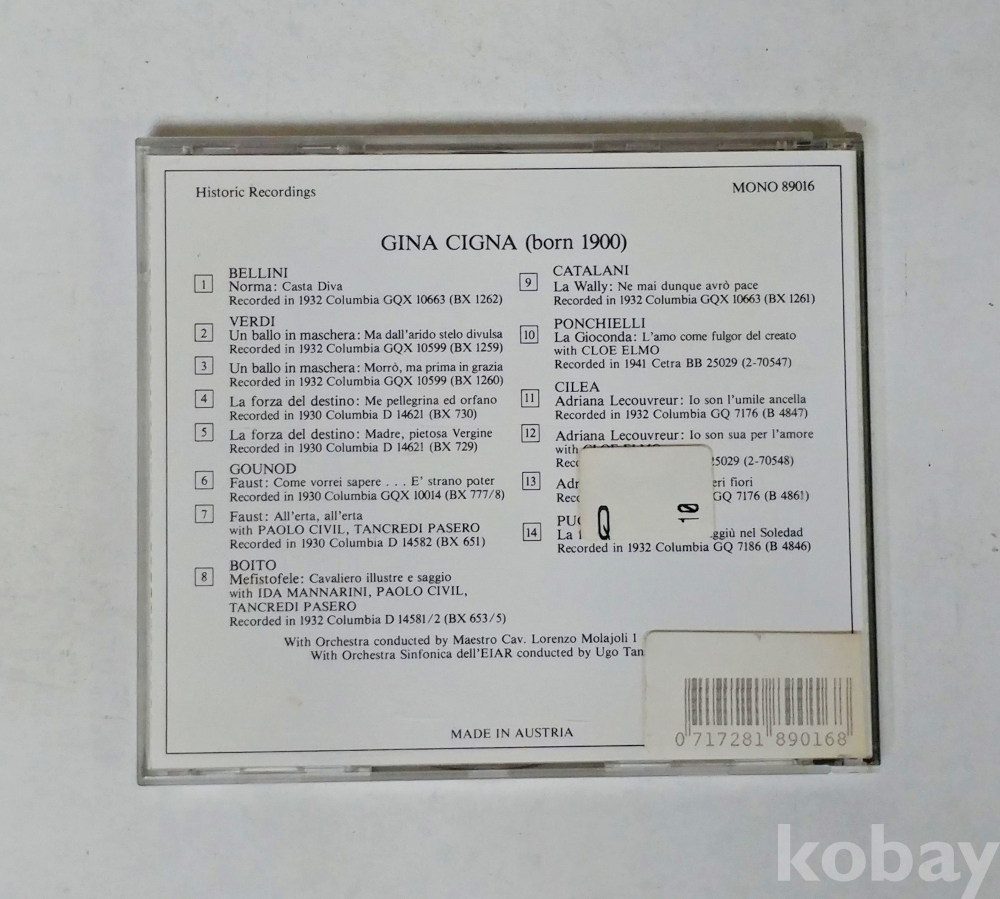 Historic Recordings
MONO 89016
GINA CIGNA (born 1900)
1 BELLINI
Norma: Casta Diva
Recorded in 1932 Columbia GQX 10663 (BX 1262)
VERDI
2 Un ballo in maschera: Ma dall'arido stelo divulsa
Recorded in 1932 Columbia GQX 10599 (BX 1259)
3 Un ballo in maschera: Morrò, ma prima in grazia
Recorded in 1932 Columbia GQX 10599 (BX 1260)
4 La forza del destino: Me pellegrina ed orfano
Recorded in 1930 Columbia D 14621 (BX 730)
5 La forza del destino: Madre, pietosa Vergine
Recorded in 1930 Columbia D 14621 (BX 729)
GOUNOD
6 Faust: Come vorrei sapere . . . E' strano poter
Recorded in 1930 Columbia GQX 10014 (BX 777/8)
7 Faust: All'erta, all'erta
with PAOLO CIVIL, TANCREDI PASERO
Recorded in 1930 Columbia D 14582 (BX 651)
BOITO
8 Mefistofele: Cavaliero illustre e saggio
with IDA MANNARINI, PAOLO CIVIL,
TANCREDI PASERO
Recorded in 1932 Columbia D 14581/2 (BX 653/5)
CATALANI
9 La Wally: Ne mai dunque avrò pace
Recorded in 1932 Columbia GQX 10663 (BX 1261)
PONCHIELLI
10 La Gioconda: L'amo come fulgor del creato
with CLOE ELMO
Recorded in 1941 Cetra BB 25029 (2-70547)
CILEA
11 Adriana Lecouvreur: Io son l'umile ancella
Recorded in 1932 Columbia GQ 7176 (B 4847)
12 Adriana Lecouvreur: Io son sua per l'amore
with CLOE ELMO
25029 (2-70548)
13 fiori
GQ 7176 (B 4861)
14 La nel Soledad
Recorded in 1932 Columbia GQ 7186 (B 4846)
Q 10
With Orchestra conducted by Maestro Cav. Lorenzo Molajoli 1
With Orchestra Sinfonica dell'EIAR conducted by Ugo
MADE IN AUSTRIA
0 717281 890168
kobay